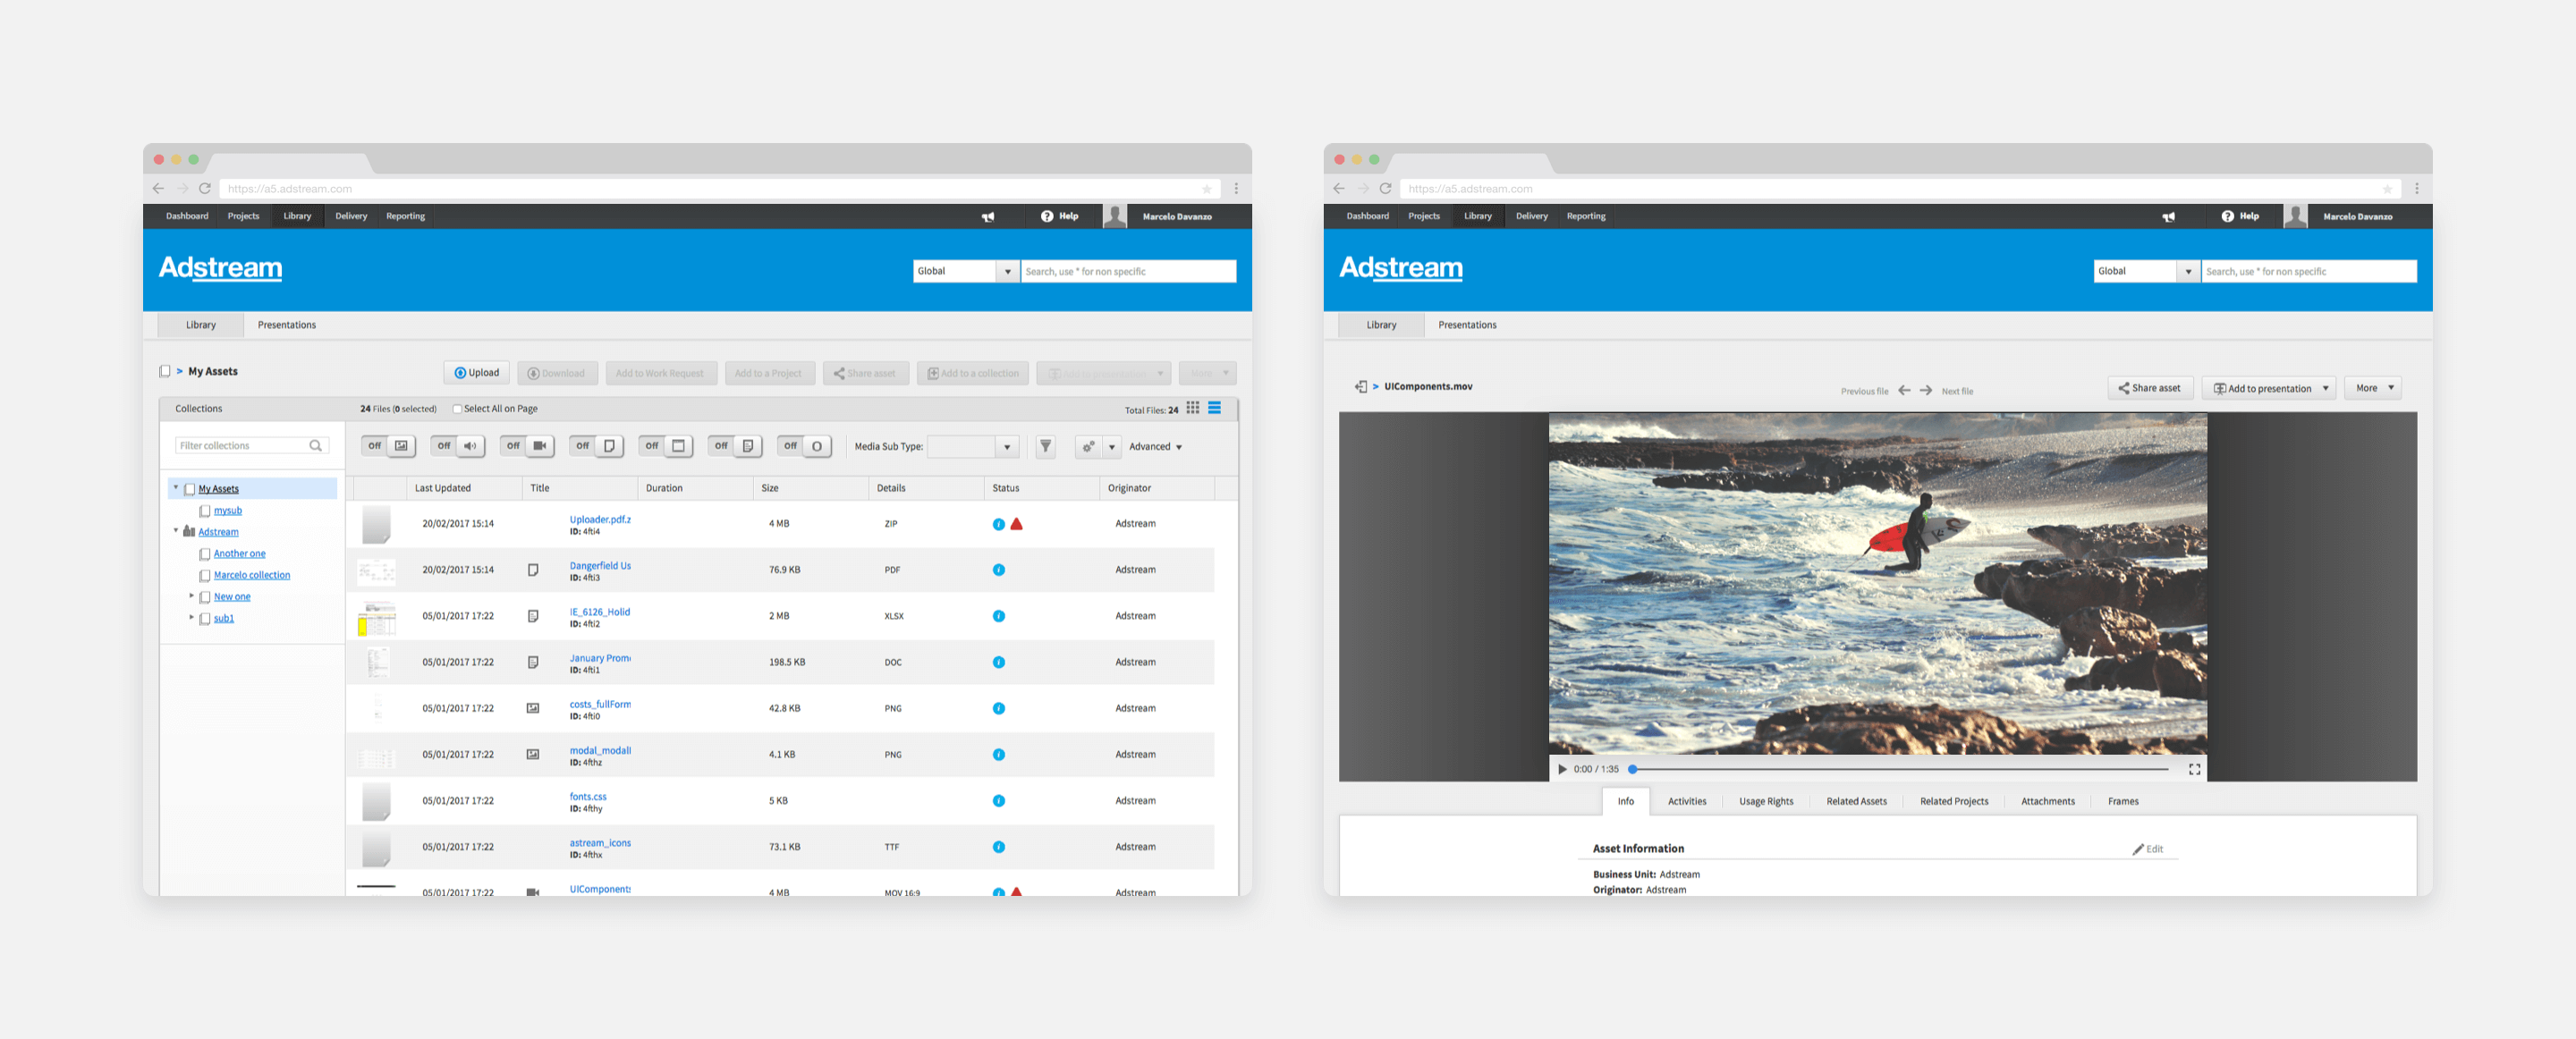 https://a5.adstream.com
Dashboard Projects Library Delivery Reporting Help Marcelo Davanzo
Adstream
Global Search, use * for non specific
Library Presentations
> My Assets Upload Download Add to Work Request Add to a Project Share asset Add to a collection Add to presentation More
Collections 24 Files (0 selected) Select All on Page Total Files: 24
Filter collections Off Off Off Off Off Off Off Media Sub Type: Advanced
Last Updated Title Duration Size Details Status Originator
My Assets
mysub
Adstream
Another one
Marcelo collection
New one
sub1
20/02/2017 15:14 Uploader.pdf.z 4 MB ZIP Adstream
ID: 4fti4
20/02/2017 15:14 Dangerfield Us 76.9 KB PDF Adstream
ID: 4fti3
05/01/2017 17:22 IE_6126_Holid 2 MB XLSX Adstream
ID: 4fti2
05/01/2017 17:22 January Prom 198.5 KB DOC Adstream
ID: 4fti1
05/01/2017 17:22 costs_fullForm 42.8 KB PNG Adstream
ID: 4fti0
05/01/2017 17:22 modal_modall 4.1 KB PNG Adstream
ID: 4fthz
05/01/2017 17:22 fonts.css 5 KB Adstream
ID: 4fthy
05/01/2017 17:22 astream_icons 73.1 KB TTF Adstream
ID: 4fthx
05/01/2017 17:22 UIComponents 4 MB MOV 16:9 Adstream
https://a5.adstream.com
Dashboard Projects Library Delivery Reporting Help Marcelo Davanzo
Adstream
Global Search, use * for non specific
Library Presentations
> UIComponents.mov Previous file Next file Share asset Add to presentation More
0:00 / 1:35
Info Activities Usage Rights Related Assets Related Projects Attachments Frames
Asset Information Edit
Business Unit: Adstream
Originator: Adstream